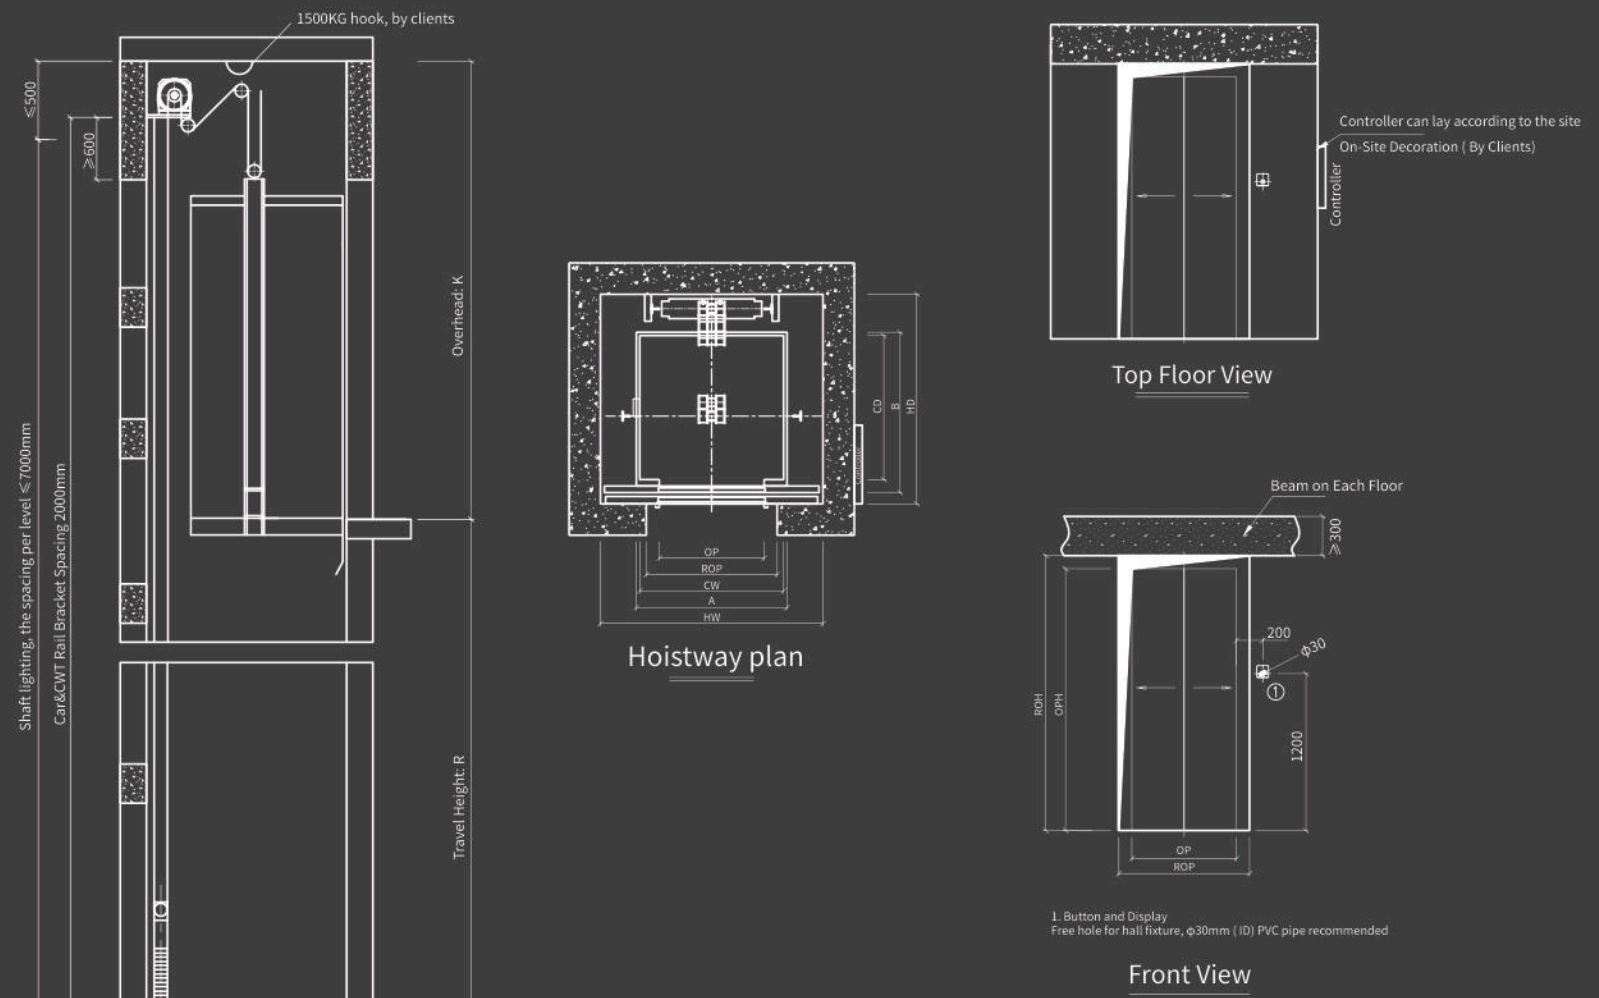 1500KG hook, by clients
⩽500
⩾600
Overhead: K
Shaft lighting, the spacing per level ⩽7000mm
Car&CWT Rail Bracket Spacing 2000mm
Travel Height: R
CD
B
HD
OP
ROP
CW
A
HW
Hoistway plan
Controller can lay according to the site
On-Site Decoration ( By Clients)
Controller
Top Floor View
Beam on Each Floor
⩾300
200
Φ30
①
ROH
OPH
1200
OP
ROP
1. Button and Display
Free hole for hall fixture, φ30mm ( ID) PVC pipe recommended
Front View